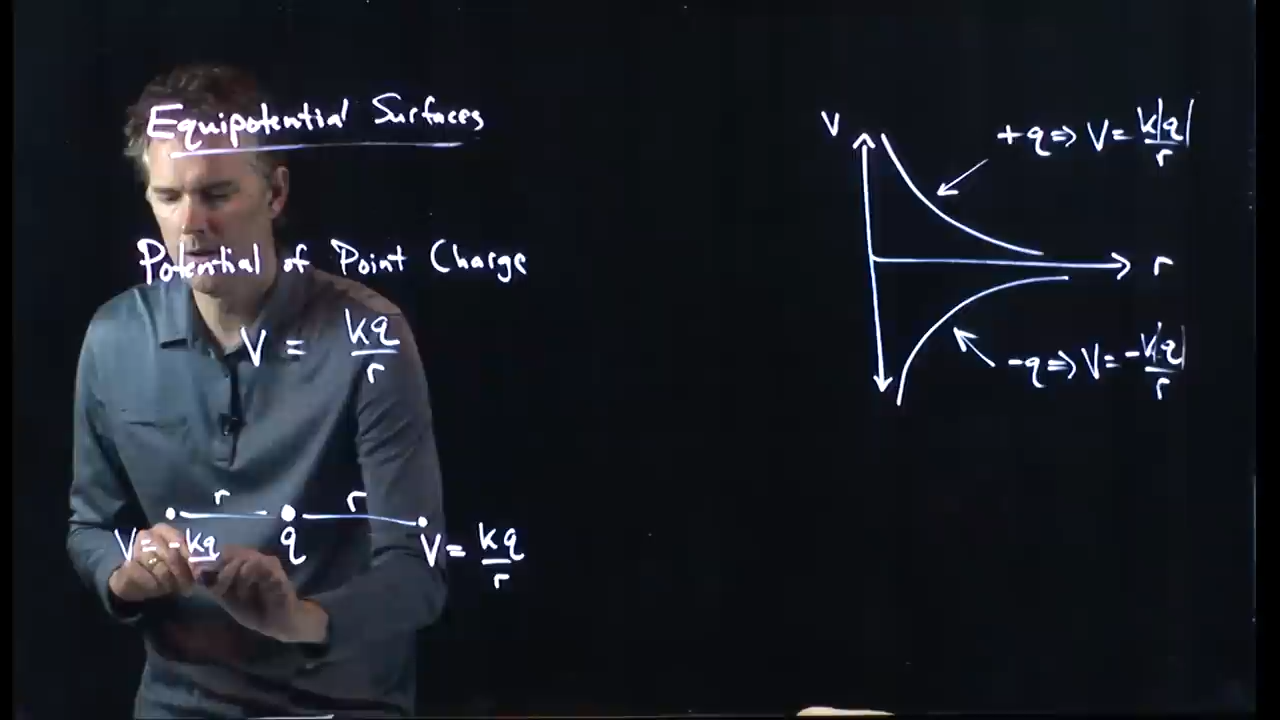 Equipotential Surfaces
Potential of Point Charge
V = kq/r
r r
q
V = -kq
V = kq/r
V
+q ⇒ V = k|q|/r
r
-q ⇒ V = -k|q|/r